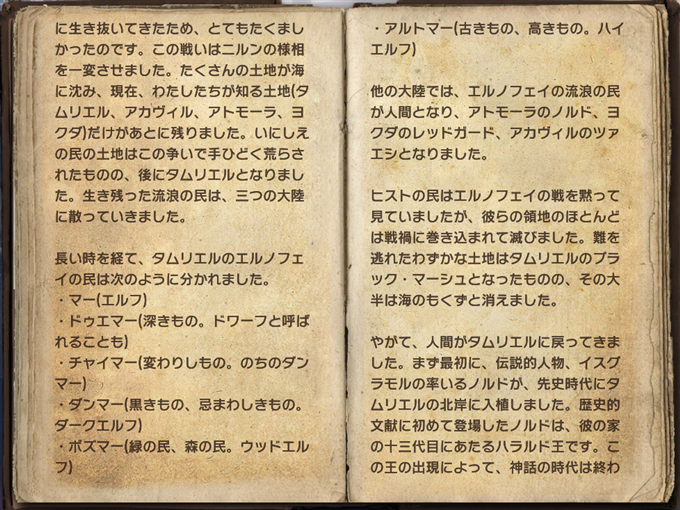 に生き抜いてきたため、とてもたくまし
かったのです。この戦いはニルンの様相
を一変させました。たくさんの土地が海
に沈み、現在、わたしたちが知る土地(タ
ムリエル、アカヴィル、アトモーラ、ヨ
クダ)だけがあとに残りました。いにしえ
の民の土地はこの争いで手ひどく荒らさ
れたものの、後にタムリエルとなりまし
た。生き残った流浪の民は、三つの大陸
に散っていきました。
長い時を経て、タムリエルのエルノフェ
イの民は次のように分かれました。
・マー(エルフ)
・ドゥエマー(深きもの。ドワーフと呼ば
れることも)
・チャイマー(変わりしもの。のちのダン
マー)
・ダンマー(黒きもの、忌まわしきもの。
ダークエルフ)
・ボズマー(緑の民、森の民。ウッドエル
フ)
・アルトマー(古きもの、高きもの。ハイ
エルフ)
他の大陸では、エルノフェイの流浪の民
が人間となり、アトモーラのノルド、ヨ
クダのレッドガード、アカヴィルのツァ
エシとなりました。
ヒストの民はエルノフェイの戦を黙って
見ていましたが、彼らの領地のほとんど
は戦禍に巻き込まれて滅びました。難を
逃れたわずかな土地はタムリエルのブラ
ック・マーシュとなったものの、その大
半は海のもくずと消えました。
やがて、人間がタムリエルに戻ってきま
した。まず最初に、伝説的人物、イスグ
ラモルの率いるノルドが、先史時代にタ
ムリエルの北岸に入植しました。歴史的
文献に初めて登場したノルドは、彼の家
の十三代目にあたるハラルド王です。こ
の王の出現によって、神話の時代は終わ